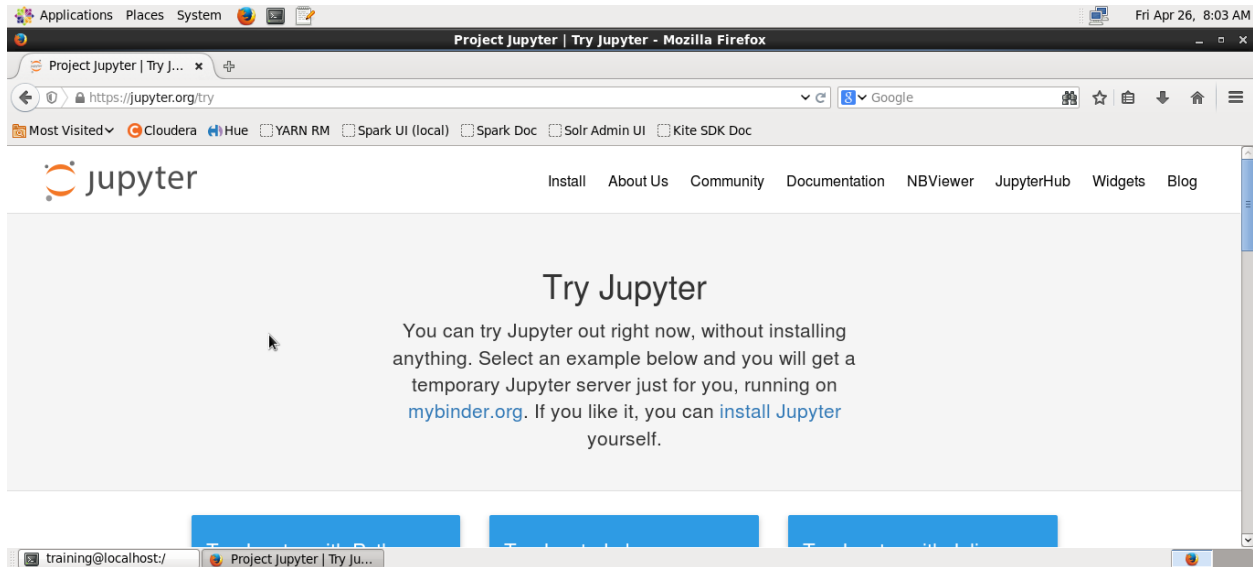 Applications Places System Fri Apr 26, 8:03 AM
Project Jupyter | Try Jupyter - Mozilla Firefox
Project Jupyter | Try J...
https://jupyter.org/try Google
Most Visited Cloudera Hue YARN RM Spark UI (local) Spark Doc Solr Admin UI Kite SDK Doc
jupyter Install About Us Community Documentation NBViewer JupyterHub Widgets Blog
Try Jupyter
You can try Jupyter out right now, without installing
anything. Select an example below and you will get a
temporary Jupyter server just for you, running on
mybinder.org. If you like it, you can install Jupyter
yourself.
training@localhost:/ Project Jupyter | Try Ju...